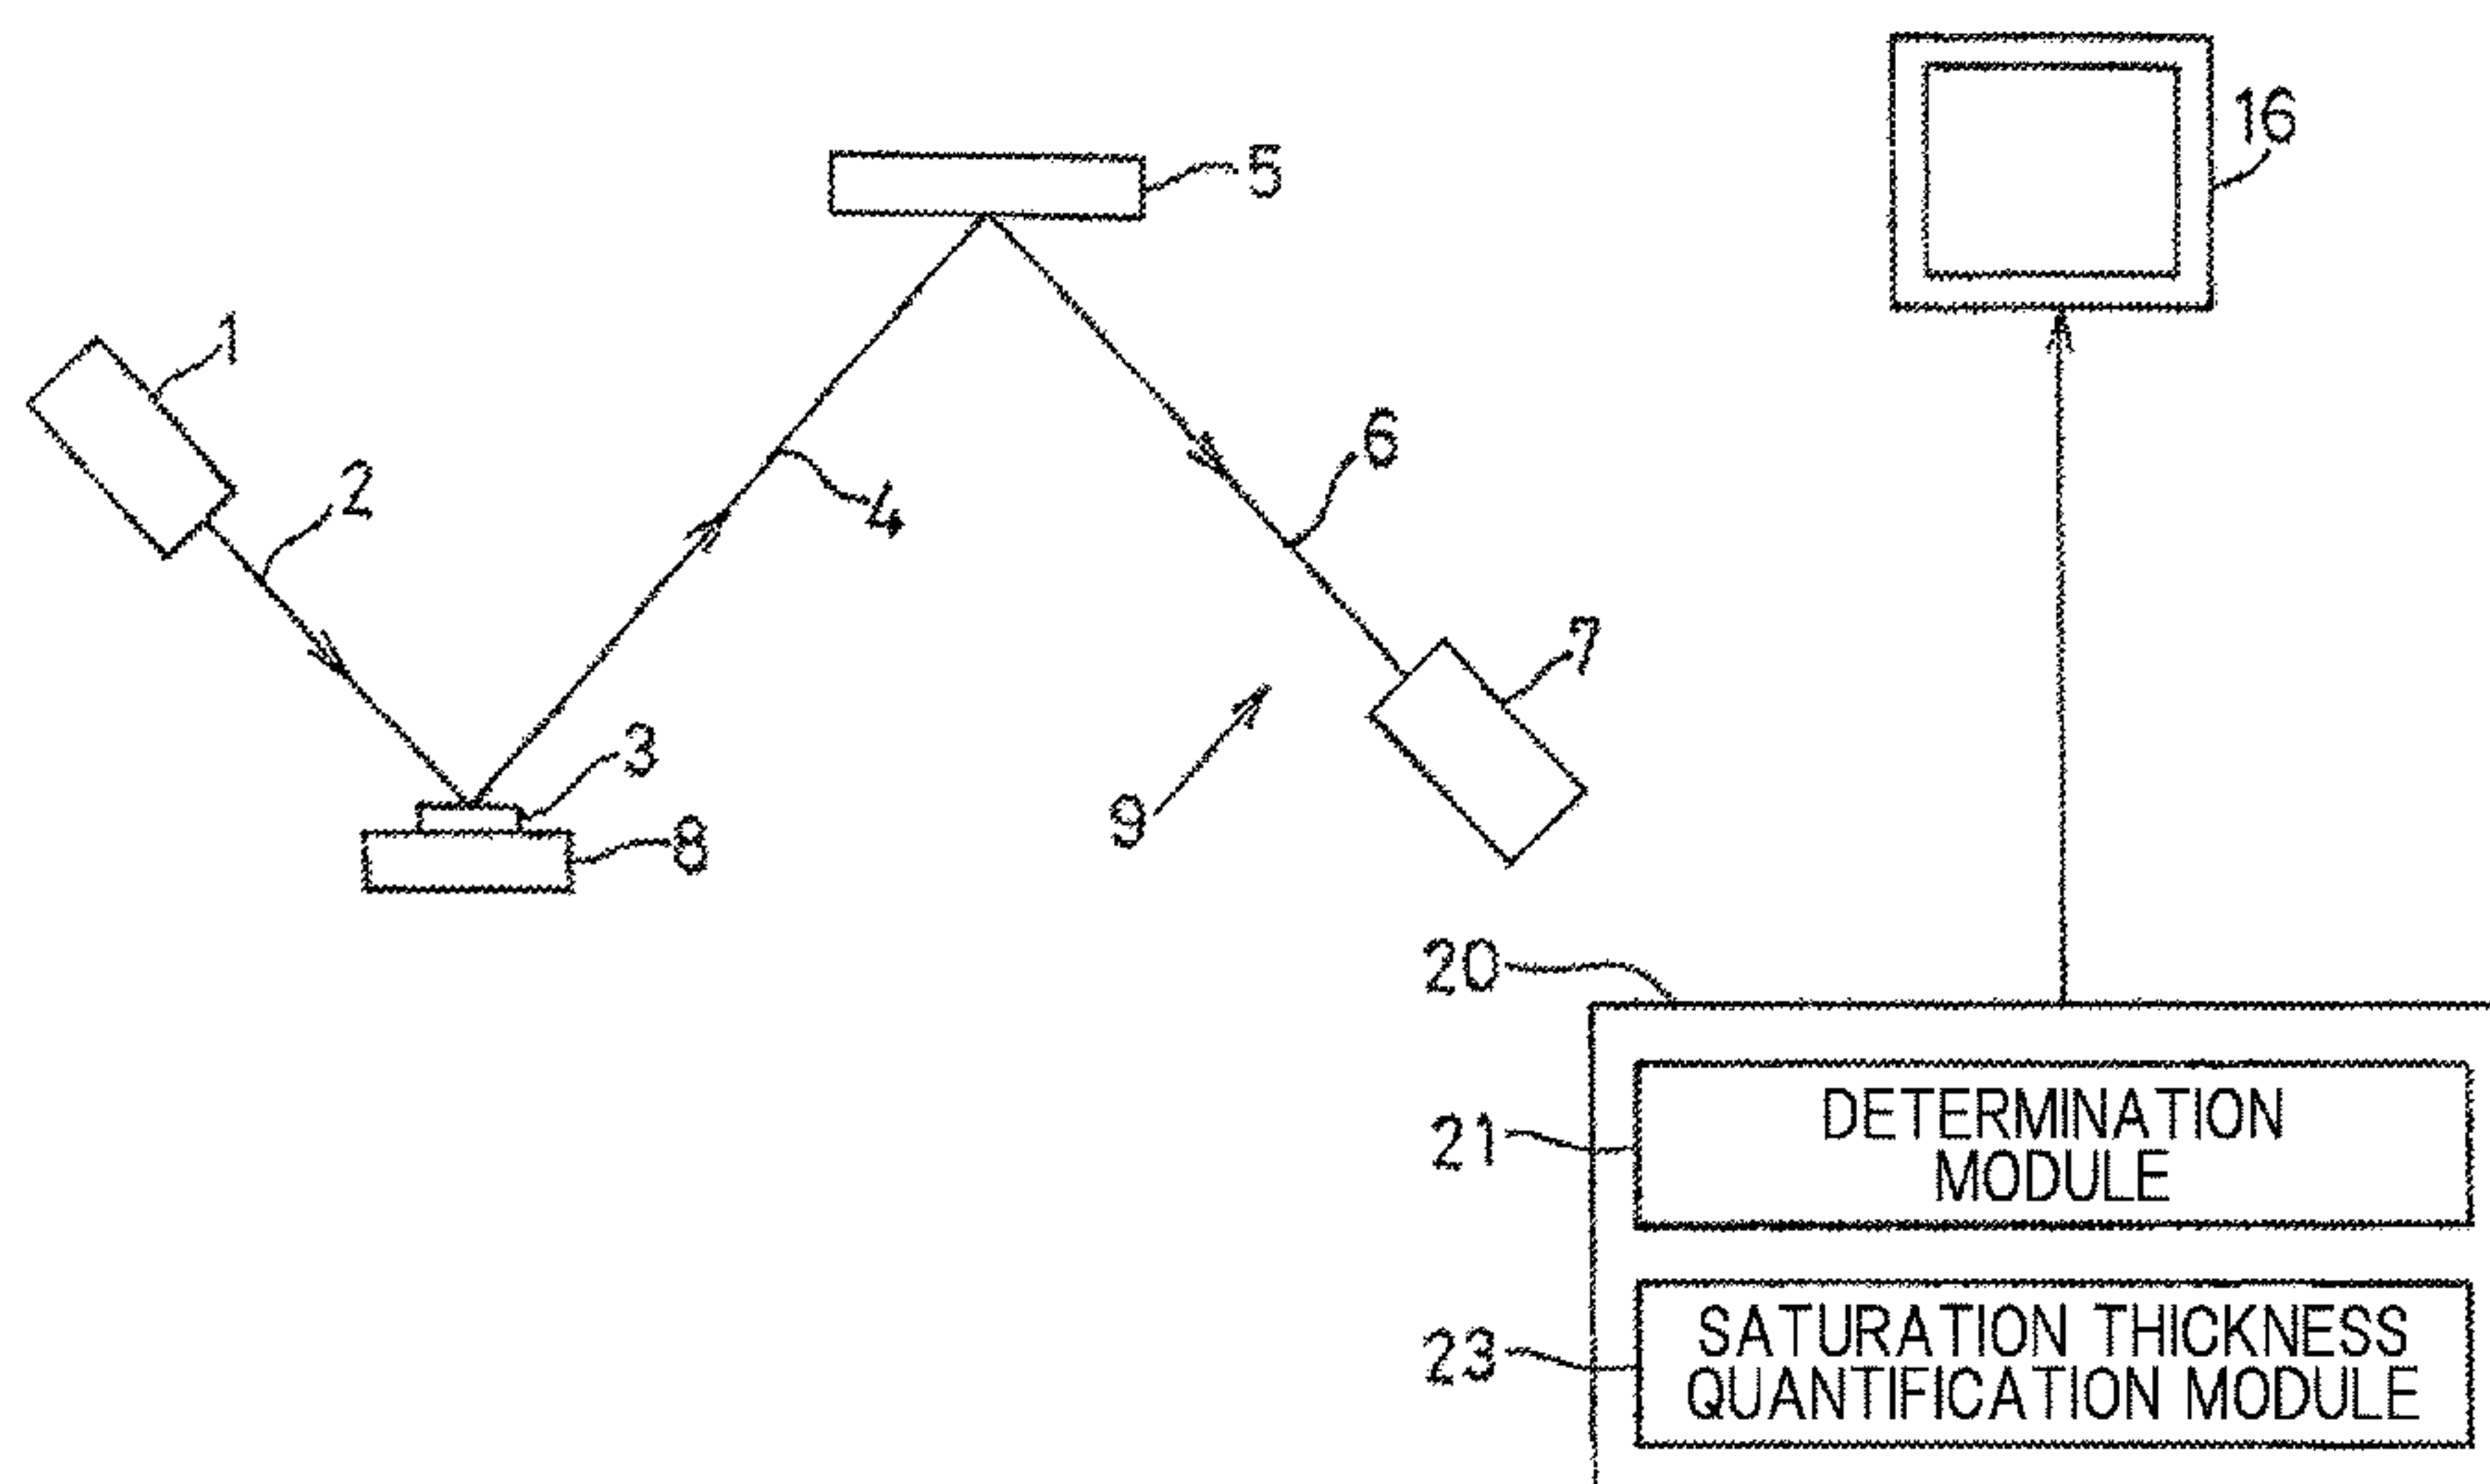 16
5
1
6
2
4
7
3
9
8
20
21 DETERMINATION
MODULE
23 SATURATION THICKNESS
QUANTIFICATION MODULE